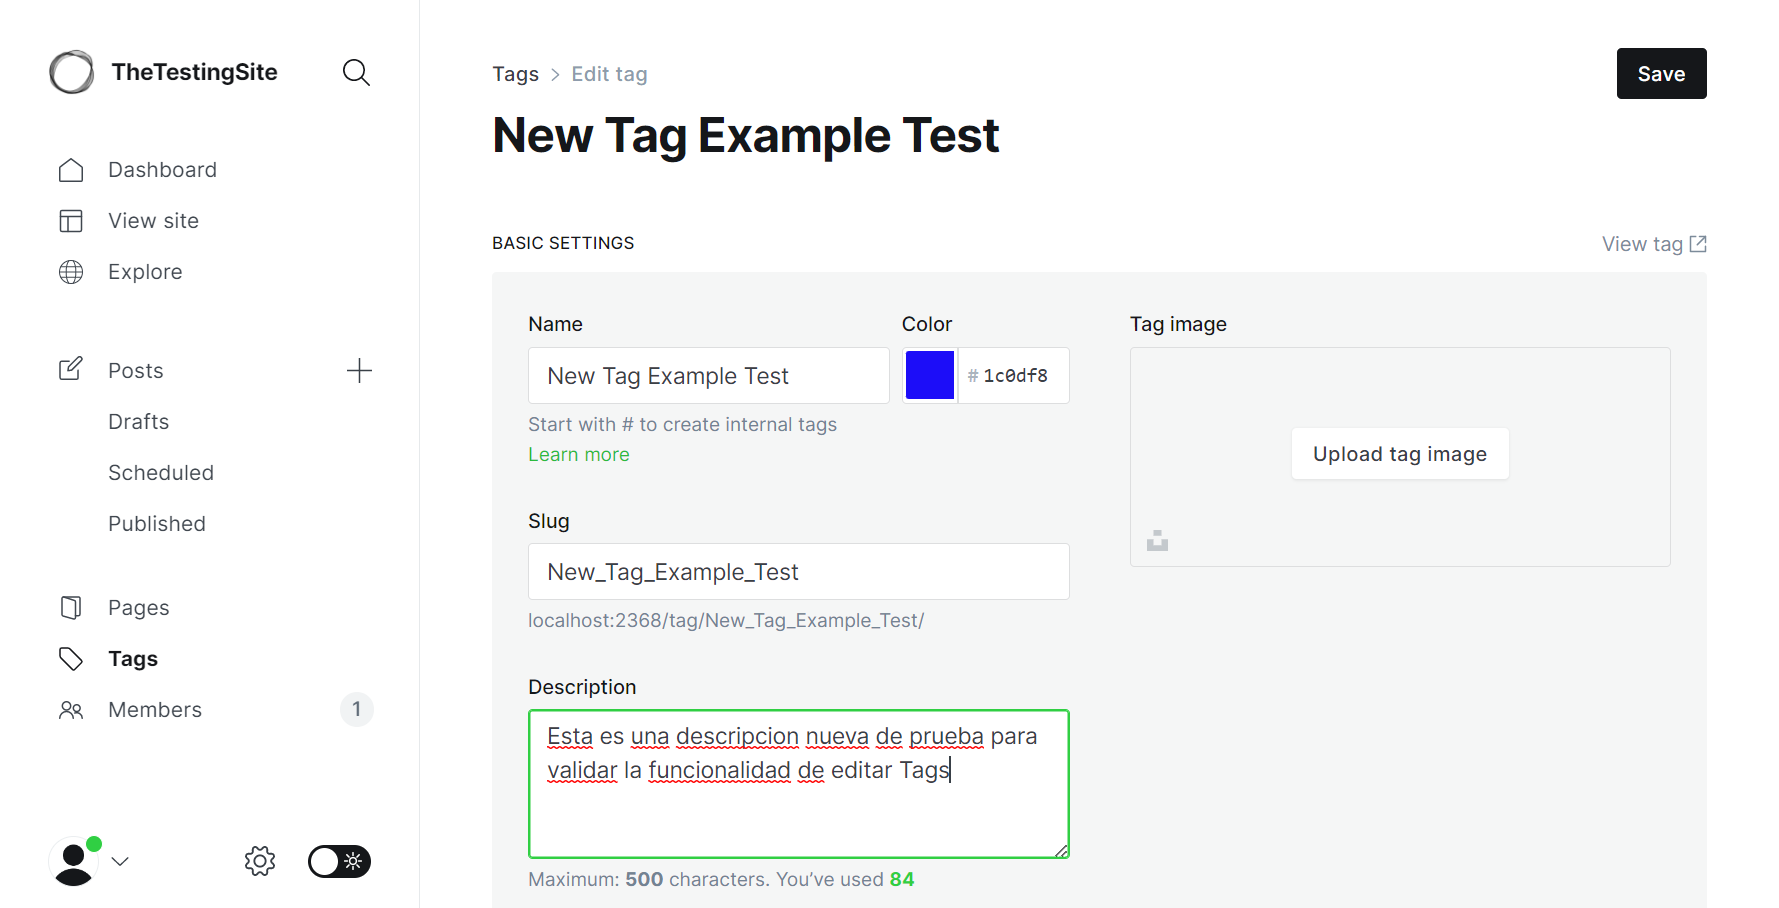 TheTestingSite
Dashboard
View site
Explore
Posts
Drafts
Scheduled
Published
Pages
Tags
Members 1
Tags > Edit tag
Save
New Tag Example Test
BASIC SETTINGS
View tag
Name
New Tag Example Test
Start with # to create internal tags
Learn more
Color
# 1c0df8
Slug
New_Tag_Example_Test
localhost:2368/tag/New_Tag_Example_Test/
Description
Esta es una descripcion nueva de prueba para
validar la funcionalidad de editar Tags
Maximum: 500 characters. You’ve used 84
Tag image
Upload tag image